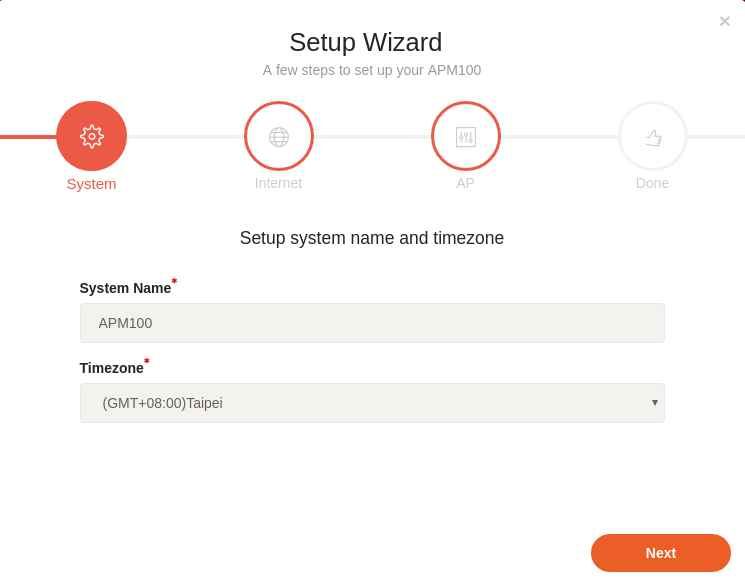 ×
Setup Wizard
A few steps to set up your APM100
System
Internet
AP
Done
Setup system name and timezone
System Name*
APM100
Timezone*
(GMT+08:00)Taipei
Next